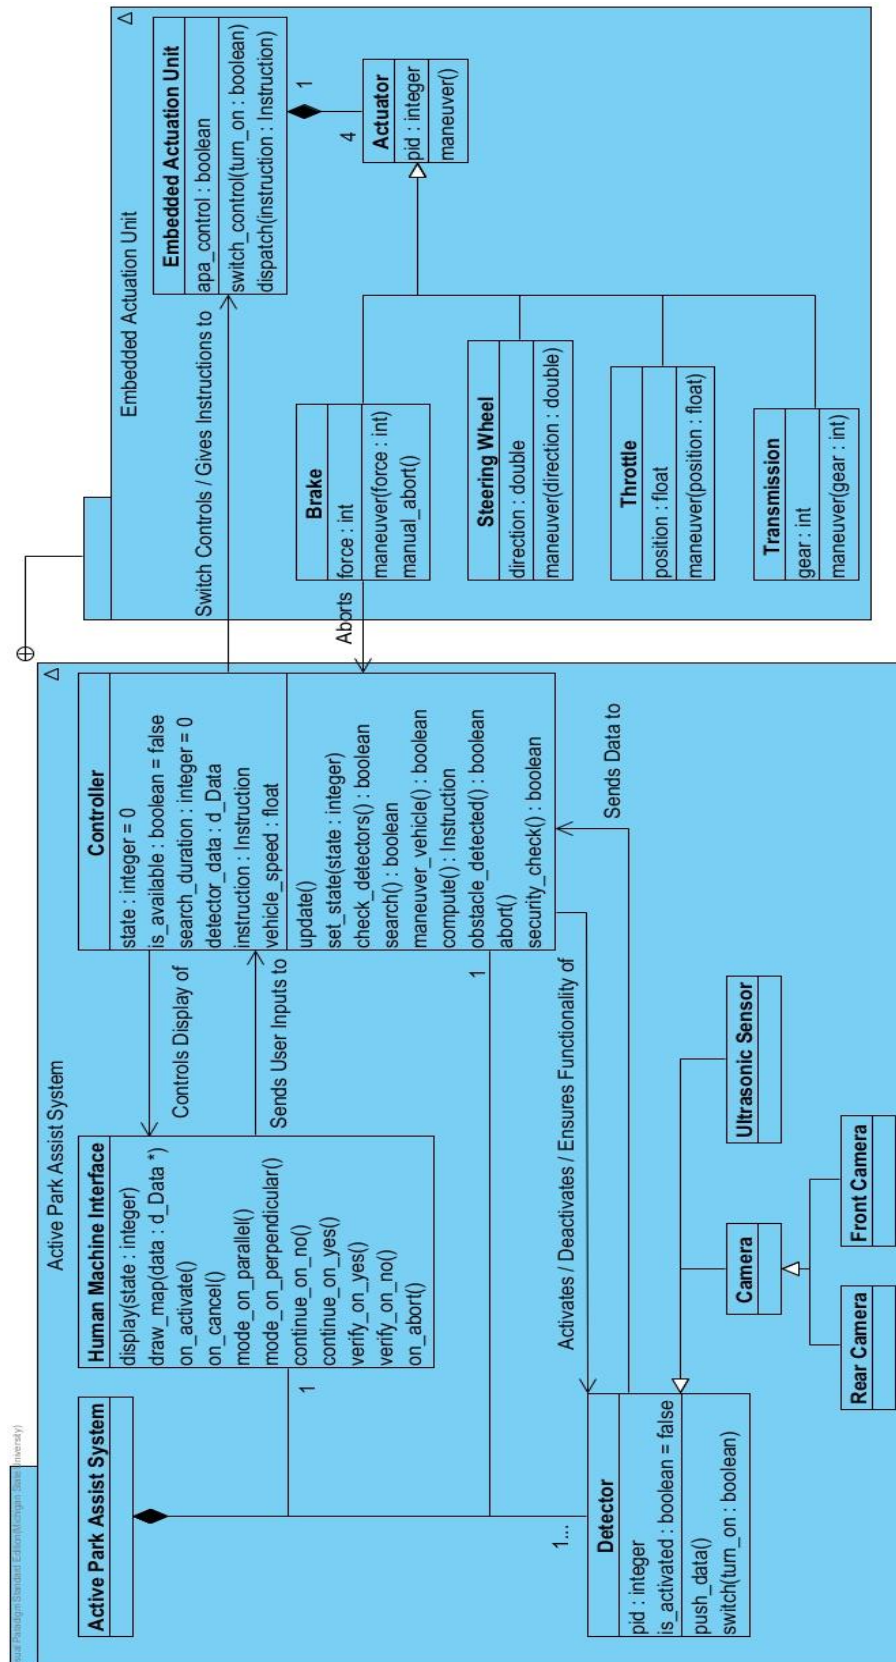 Visual Paradigm Standard Edition(Michigan State University)
Active Park Assist System
Active Park Assist System
Human Machine Interface
display(state : integer)
draw_map(data : d_Data *)
on_activate()
on_cancel()
mode_on_parallel()
mode_on_perpendicular()
continue_on_no()
continue_on_yes()
verify_on_yes()
verify_on_no()
on_abort()
1
Controls Display of
Sends User Inputs to
Controller
state : integer = 0
is_available : boolean = false
search_duration : integer = 0
detector_data : d_Data
instruction : Instruction
vehicle_speed : float
update()
set_state(state : integer)
check_detectors() : boolean
search() : boolean
maneuver_vehicle() : boolean
compute() : Instruction
obstacle_detected() : boolean
abort()
security_check() : boolean
1
1...
Activates / Deactivates / Ensures Functionality of
Sends Data to
Detector
pid : integer
is_activated : boolean = false
push_data()
switch(turn_on : boolean)
Camera
Ultrasonic Sensor
Rear Camera
Front Camera
Embedded Actuation Unit
Switch Controls / Gives Instructions to
Aborts
Embedded Actuation Unit
apa_control : boolean
switch_control(turn_on : boolean)
dispatch(instruction : Instruction)
1
4
Actuator
pid : integer
maneuver()
Brake
force : int
maneuver(force : int)
manual_abort()
Steering Wheel
direction : double
maneuver(direction : double)
Throttle
position : float
maneuver(position : float)
Transmission
gear : int
maneuver(gear : int)